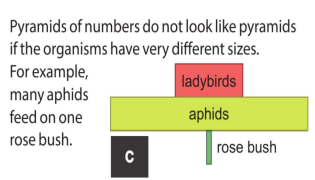 Pyramids of numbers do not look like pyramids
if the organisms have very different sizes.
For example,
many aphids
feed on one
rose bush.
ladybirds
aphids
rose bush
C